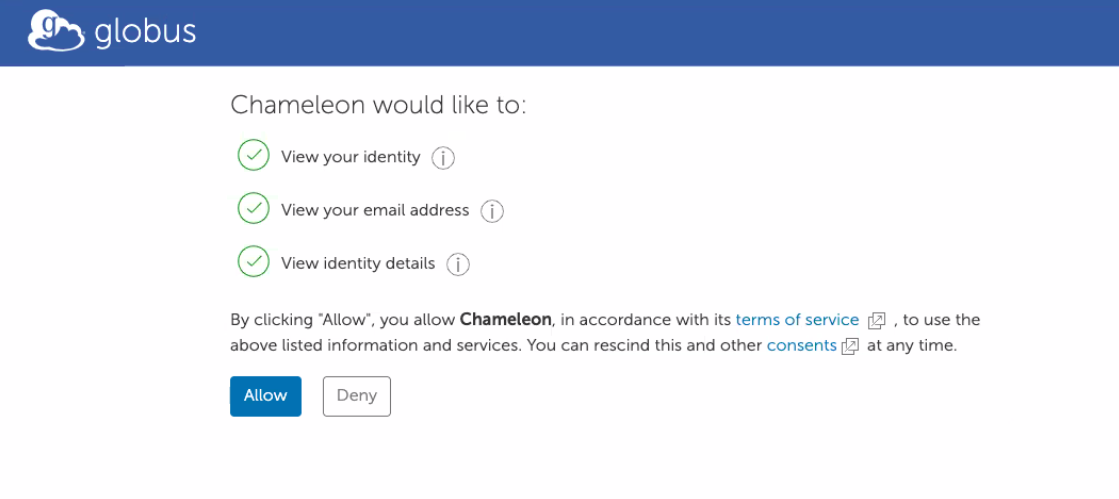 globus
Chameleon would like to:
View your identity
View your email address
View identity details
By clicking "Allow", you allow Chameleon, in accordance with its terms of service , to use the
above listed information and services. You can rescind this and other consents at any time.
Allow Deny